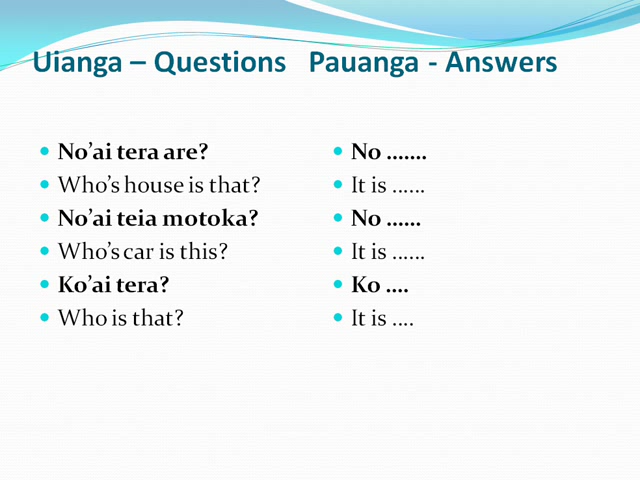 Uianga – Questions   Pauanga - Answers
No’ai tera are?
Who’s house is that?
No’ai teia motoka?
Who’s car is this?
Ko’ai tera?
Who is that?
No .......
It is ......
No ......
It is ......
Ko ....
It is ....